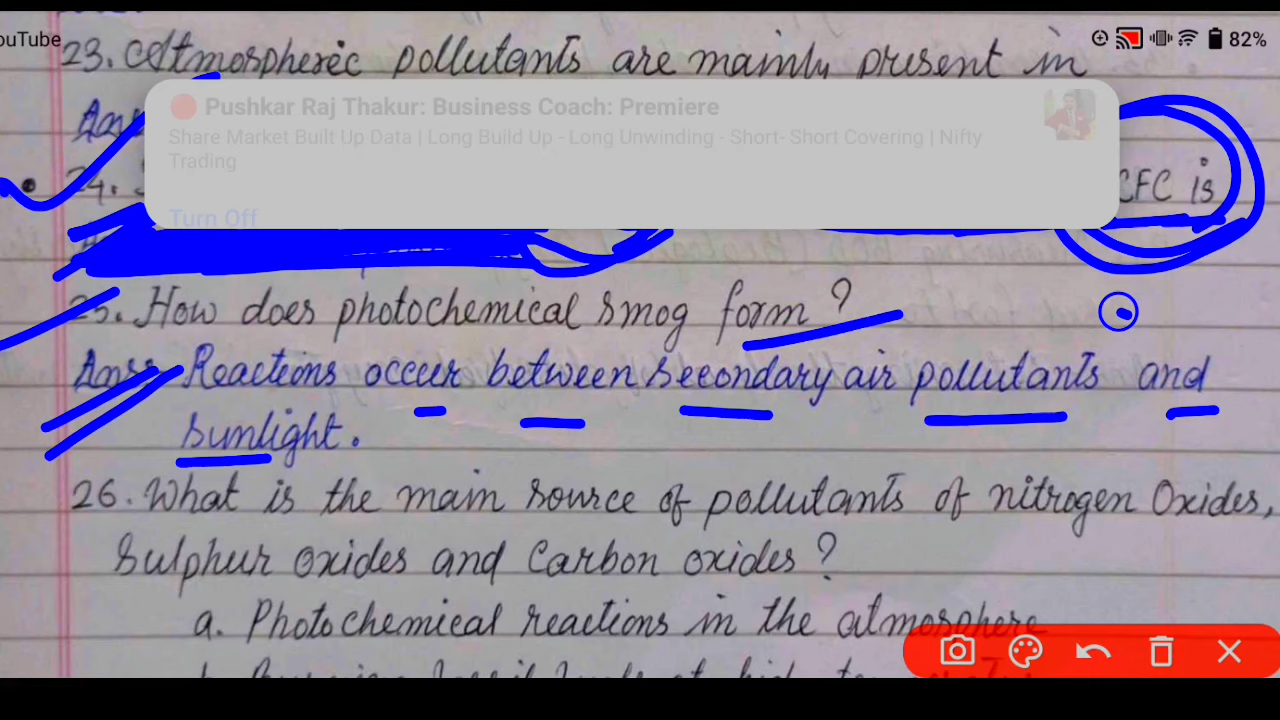 ouTube
82%
23. Atmospheric pollutants are mainly present in
Ans
Pushkar Raj Thakur: Business Coach: Premiere
Share Market Built Up Data | Long Build Up - Long Unwinding - Short- Short Covering | Nifty
Trading
24. CFC is
Turn Off
25. How does photochemical smog form?
Ans> Reactions occur between secondary air pollutants and
sunlight.
26. What is the main source of pollutants of nitrogen Oxides,
Sulphur oxides and Carbon oxides?
a. Photochemical reactions in the atmosphere